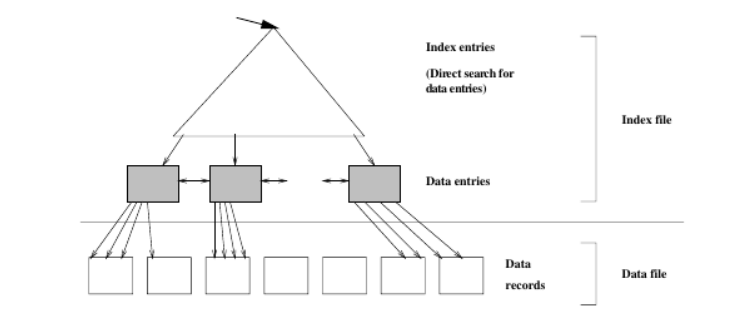 Index entries
(Direct search for
data entries)
Index file
Data entries
Data
records
Data file